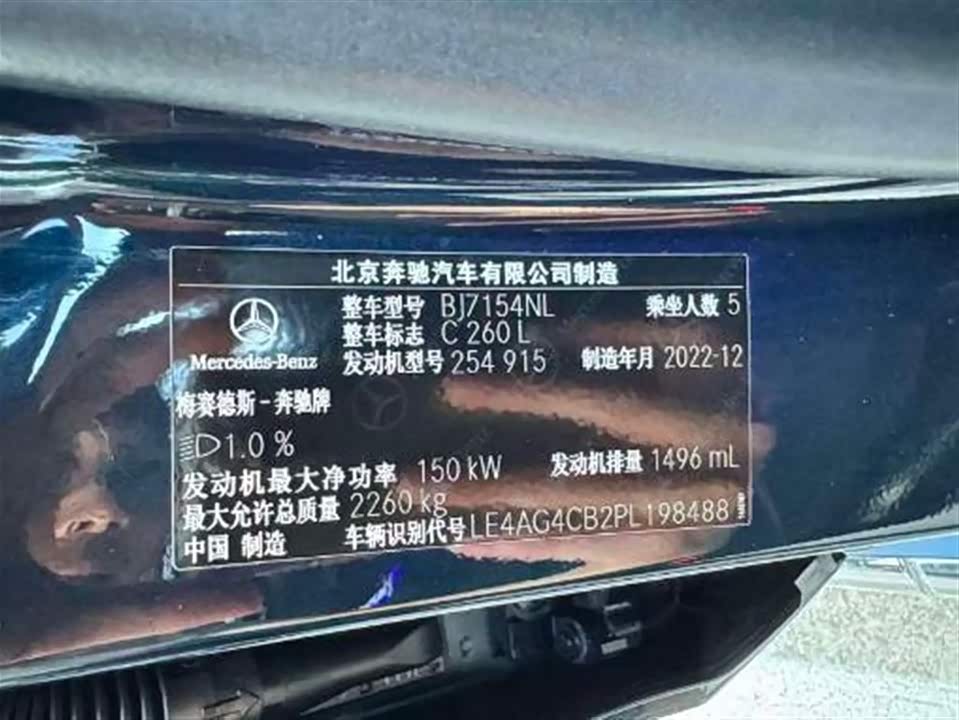 北京奔驰汽车有限公司制造
整车型号 BJ7154NL 乘坐人数 5
整车标志 C 260 L
Mercedes-Benz 发动机型号 254 915 制造年月 2022-12
梅赛德斯-奔驰牌
1.0 %
发动机最大净功率 150 kW 发动机排量 1496 mL
最大允许总质量 2260 kg
中国 制造 车辆识别代号 LE4AG4CB2PL198488